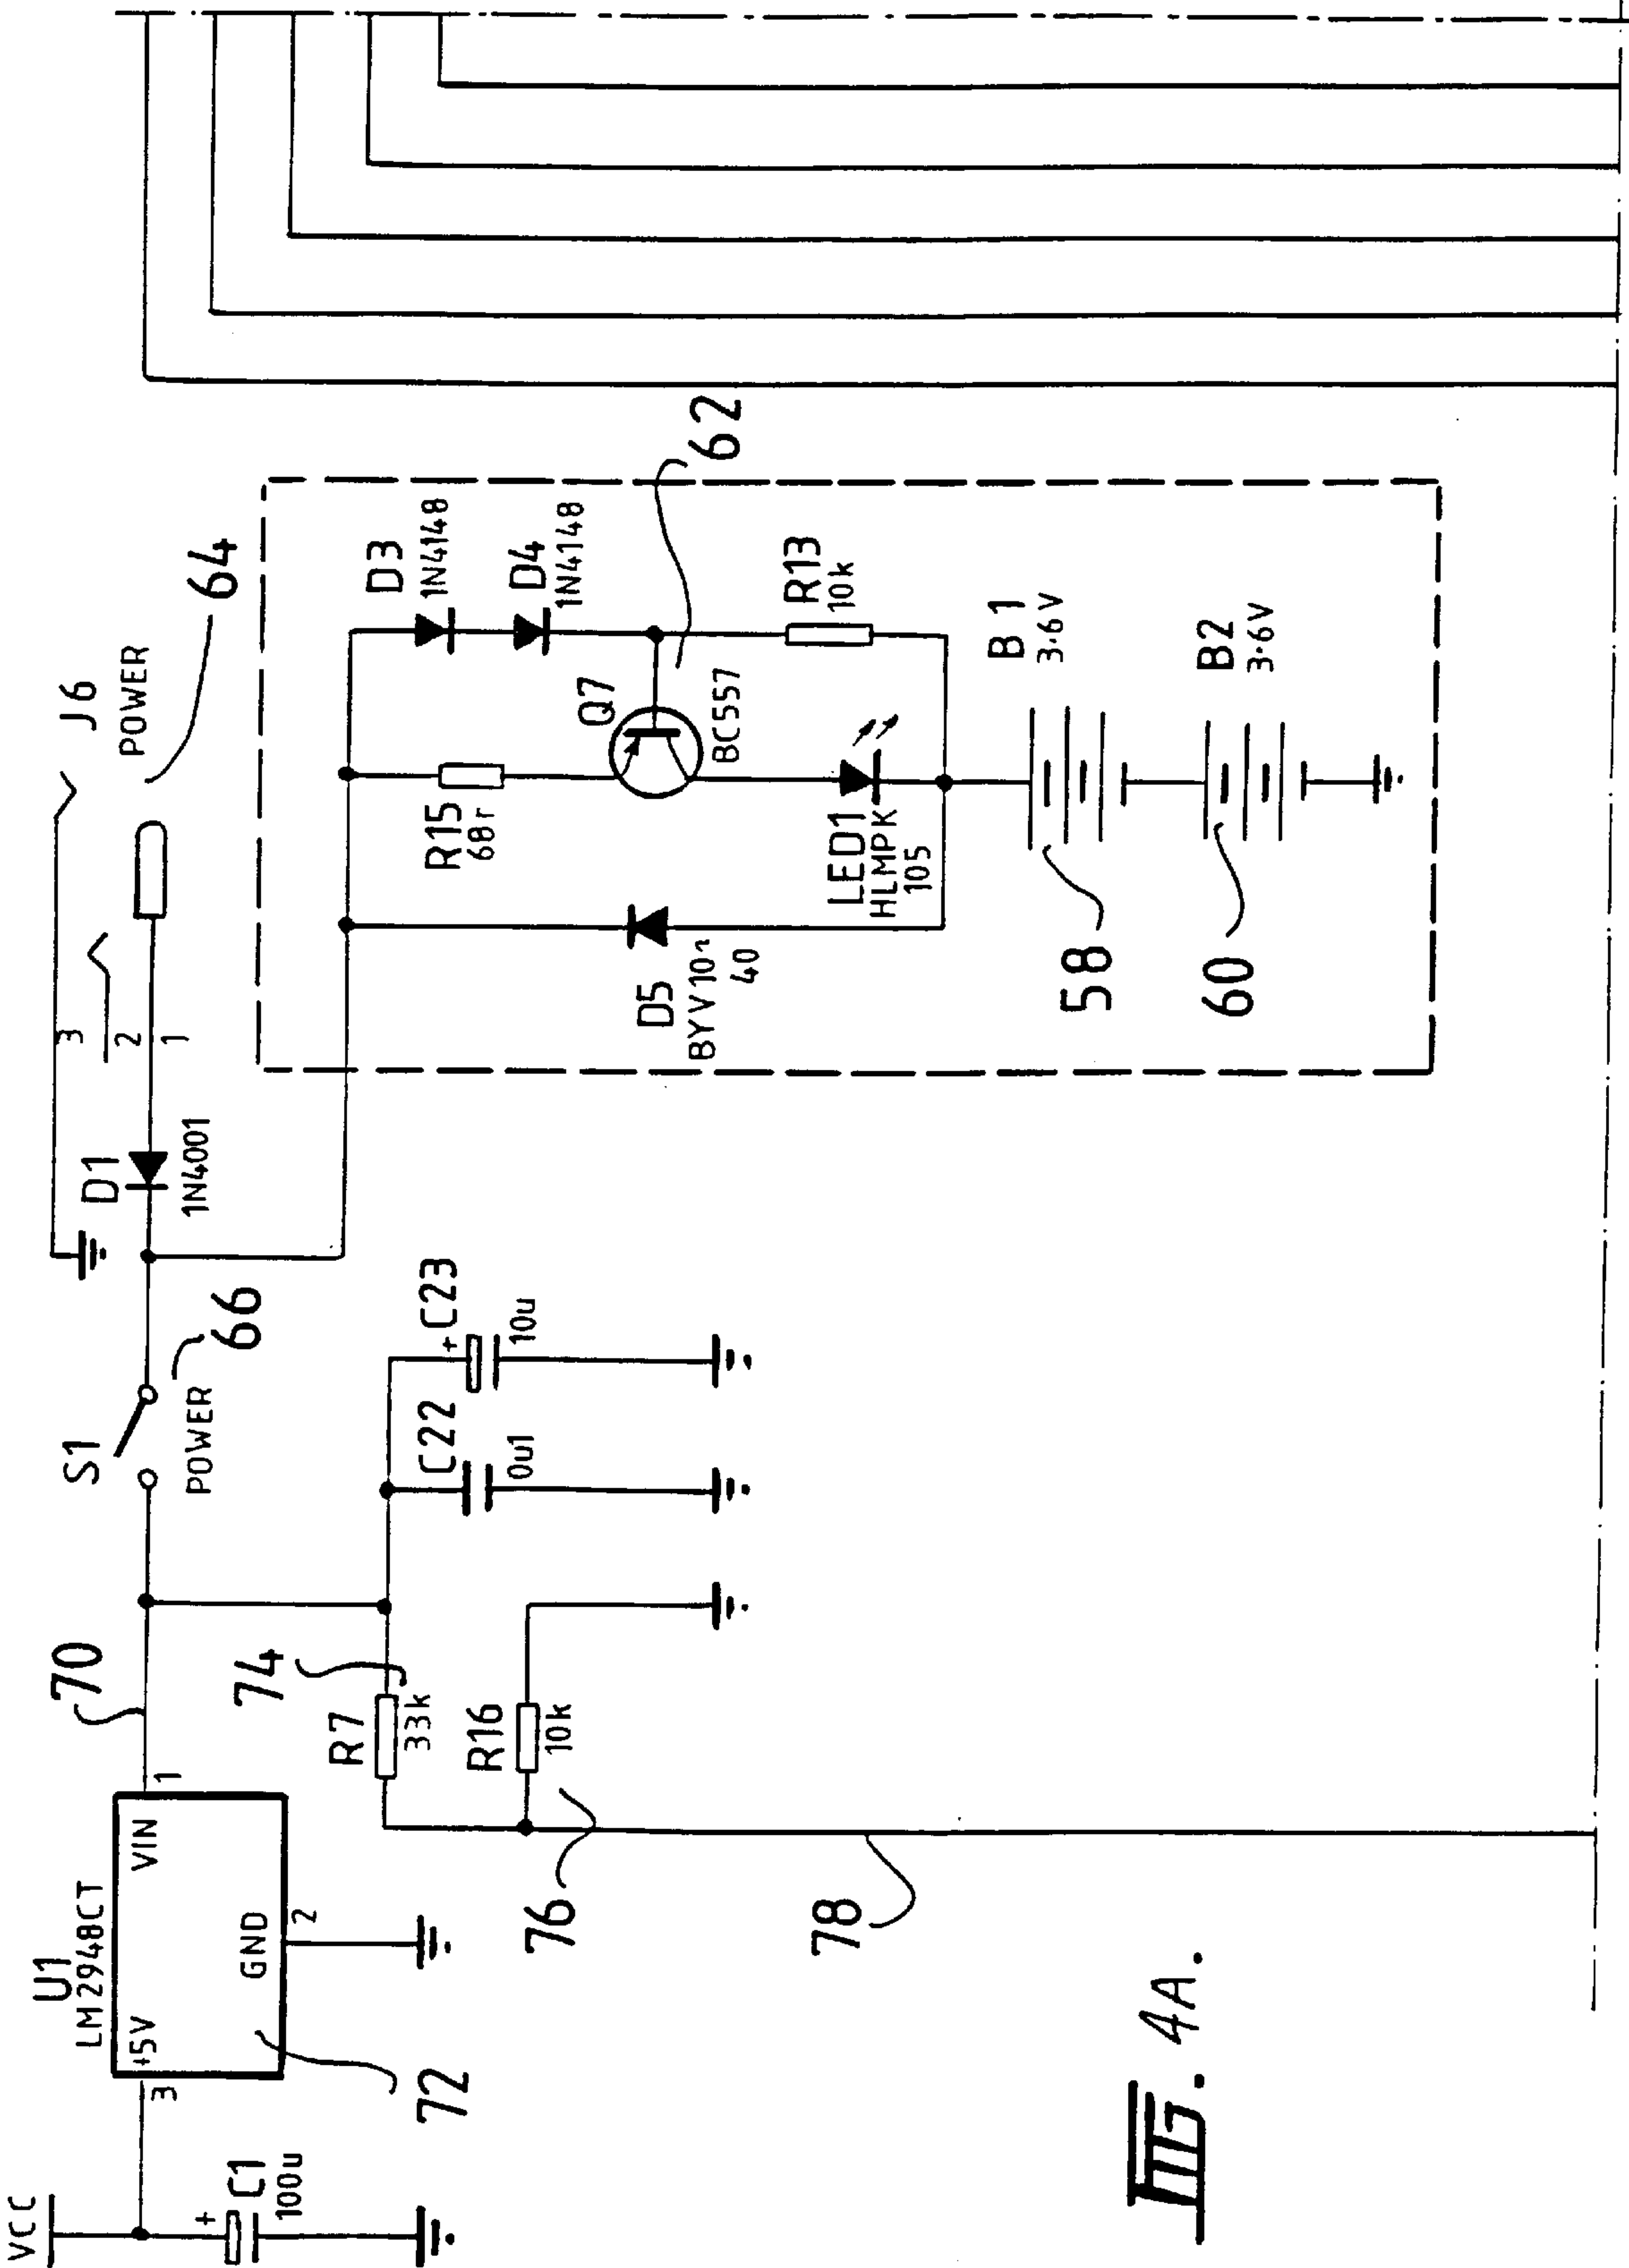 VCC
C1
100u
+
U1
LM2948CT
+5V
VIN
GND
3
1
2
72
70
S1
POWER
66
D1
1N4001
3
2
1
J6
POWER
64
74
R7
33k
R16
10k
76
78
C22
0u1
+
C23
10u
D3
1N4148
D4
1N4148
62
Q7
BC557
R15
68r
R13
10k
D5
BYV10
40
LED1
HLMPK
105
B1
3.6V
B2
3.6V
58
60
FIG. 4A.